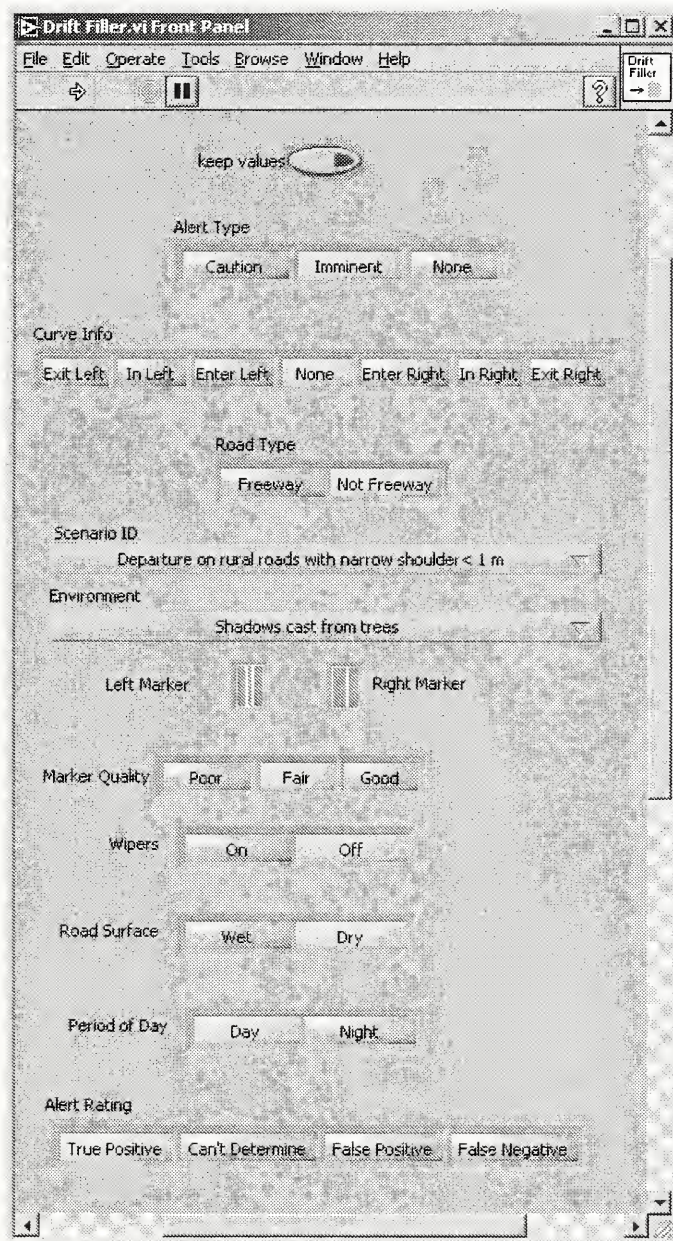 Drift Filler.vi Front Panel
File Edit Operate Tools Browse Window Help
Drift
Filler
keep values
Alert Type
Caution Imminent None
Curve Info
Exit Left In Left Enter Left None Enter Right In Right Exit Right
Road Type
Freeway Not Freeway
Scenario ID
Departure on rural roads with narrow shoulder < 1 m
Environment
Shadows cast from trees
Left Marker Right Marker
Marker Quality Poor Fair Good
Wipers On Off
Road Surface Wet Dry
Period of Day Day Night
Alert Rating
True Positive Can't Determine False Positive False Negative